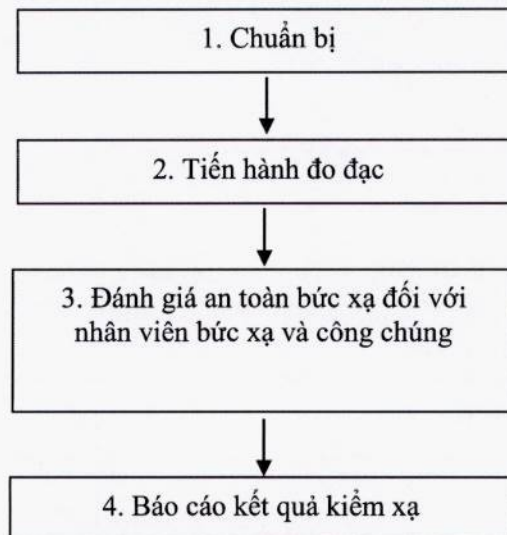 1. Chuẩn bị
2. Tiến hành đo đạc
3. Đánh giá an toàn bức xạ đối với
nhân viên bức xạ và công chúng
4. Báo cáo kết quả kiểm xạ